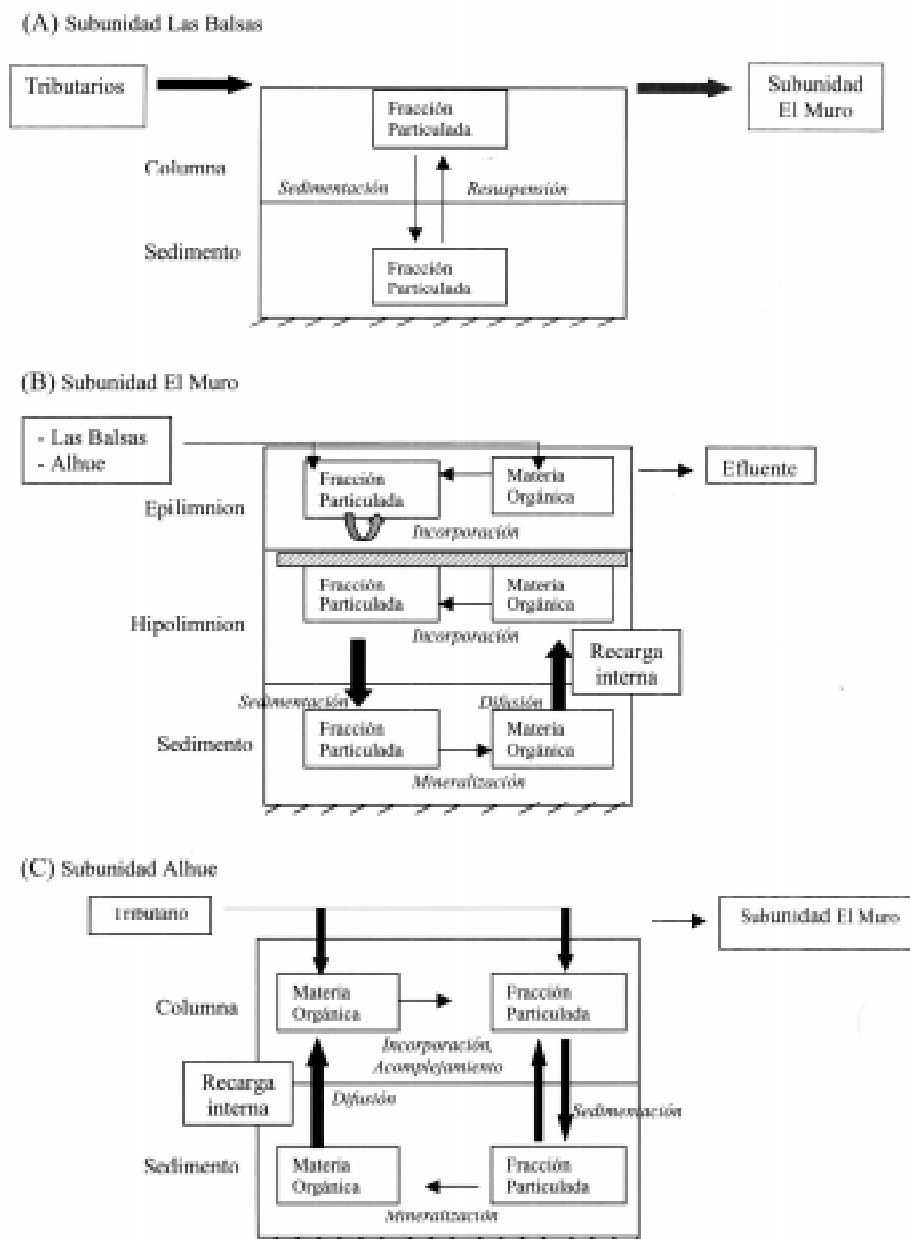 (A) Subunidad Las Balsas
Tributarios
Subunidad
El Muro
Fracción
Particulada
Columna
Sedimentación
Resuspensión
Sedimento
Fracción
Particulada
(B) Subunidad El Muro
- Las Balsas
- Alhue
Efluente
Fracción
Particulada
Materia
Orgánica
Epilimnion
Incorporación
Fracción
Particulada
Materia
Orgánica
Hipolimnion
Incorporación
Recarga
interna
Sedimentación
Difusión
Fracción
Particulada
Materia
Orgánica
Sedimento
Mineralización
(C) Subunidad Alhue
Tributario
Subunidad El Muro
Materia
Orgánica
Fracción
Particulada
Columna
Incorporación,
Acomplejamiento
Recarga
interna
Difusión
Sedimentación
Sedimento
Materia
Orgánica
Fracción
Particulada
Mineralización